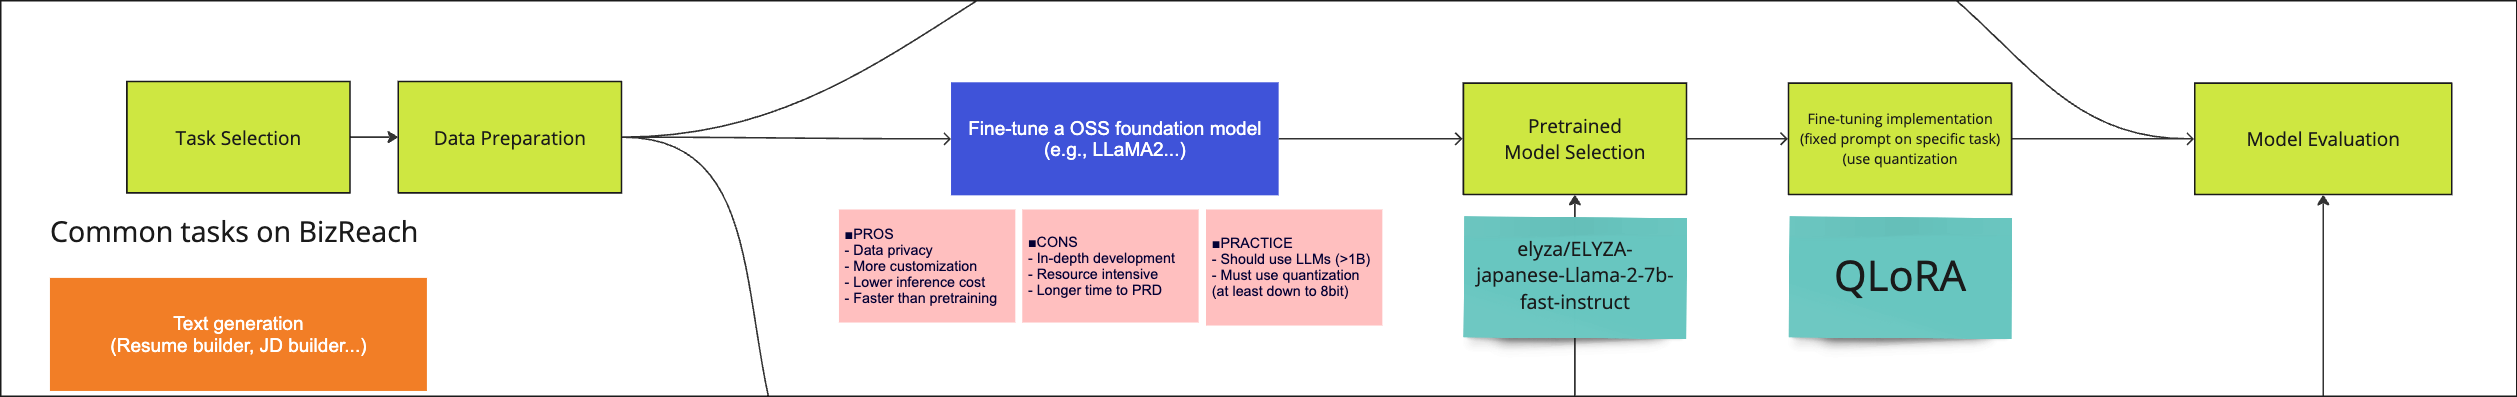 Task Selection
Data Preparation
Fine-tune a OSS foundation model
(e.g., LLaMA2...)
Pretrained
Model Selection
Fine-tuning implementation
(fixed prompt on specific task)
(use quantization
Model Evaluation
Common tasks on BizReach
Text generation
(Resume builder, JD builder...)
■PROS
- Data privacy
- More customization
- Lower inference cost
- Faster than pretraining
■CONS
- In-depth development
- Resource intensive
- Longer time to PRD
■PRACTICE
- Should use LLMs (>1B)
- Must use quantization
(at least down to 8bit)
elyza/ELYZA-
japanese-Llama-2-7b-
fast-instruct
QLoRA